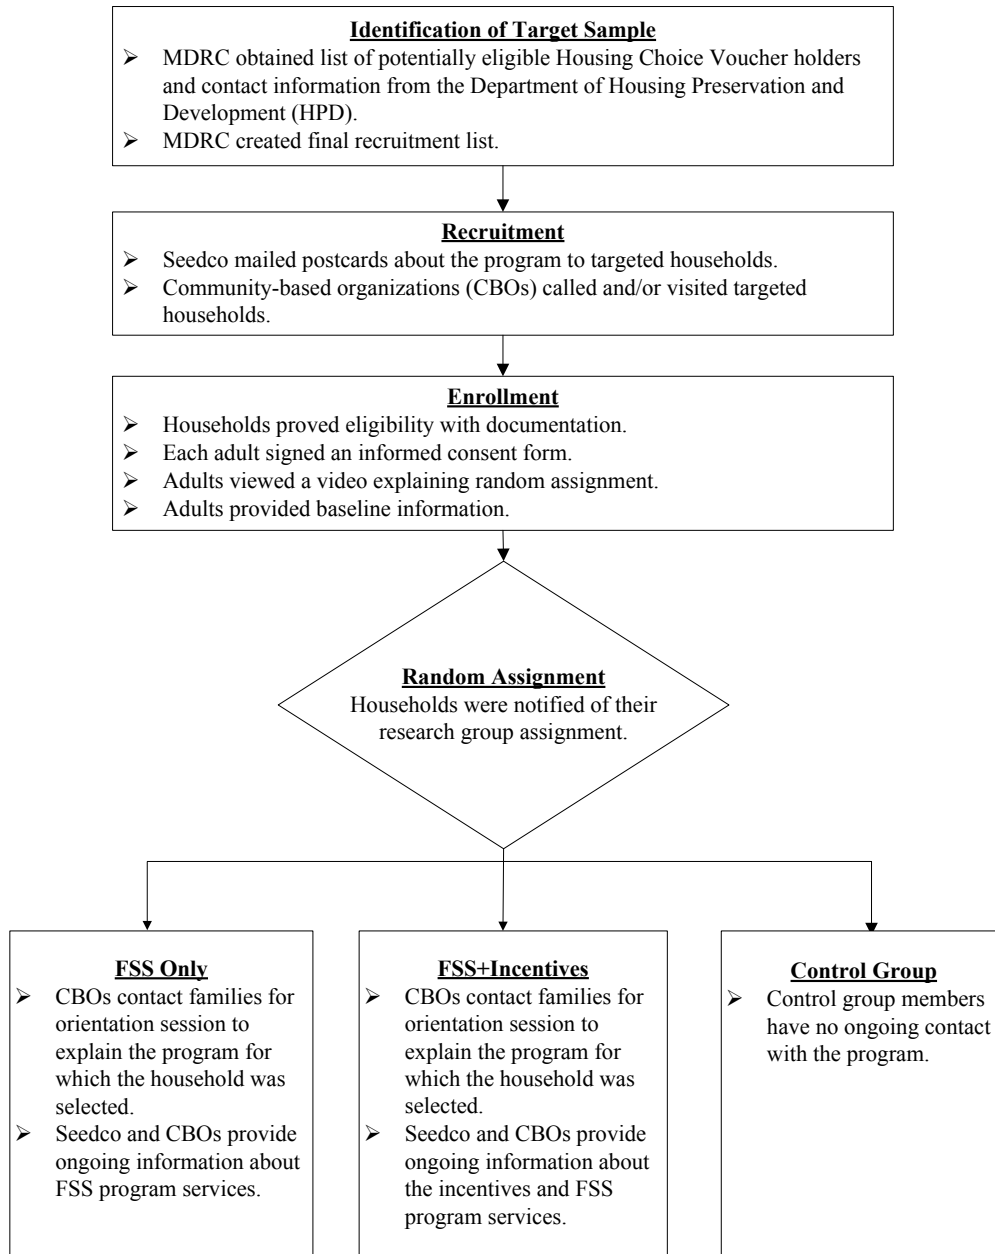 Identification of Target Sample
➢ MDRC obtained list of potentially eligible Housing Choice Voucher holders
and contact information from the Department of Housing Preservation and
Development (HPD).
➢ MDRC created final recruitment list.
Recruitment
➢ Seedco mailed postcards about the program to targeted households.
➢ Community-based organizations (CBOs) called and/or visited targeted
households.
Enrollment
➢ Households proved eligibility with documentation.
➢ Each adult signed an informed consent form.
➢ Adults viewed a video explaining random assignment.
➢ Adults provided baseline information.
Random Assignment
Households were notified of their
research group assignment.
FSS Only
➢ CBOs contact families for
orientation session to
explain the program for
which the household was
selected.
➢ Seedco and CBOs provide
ongoing information about
FSS program services.
FSS+Incentives
➢ CBOs contact families for
orientation session to
explain the program for
which the household was
selected.
➢ Seedco and CBOs provide
ongoing information about
the incentives and FSS
program services.
Control Group
➢ Control group members
have no ongoing contact
with the program.